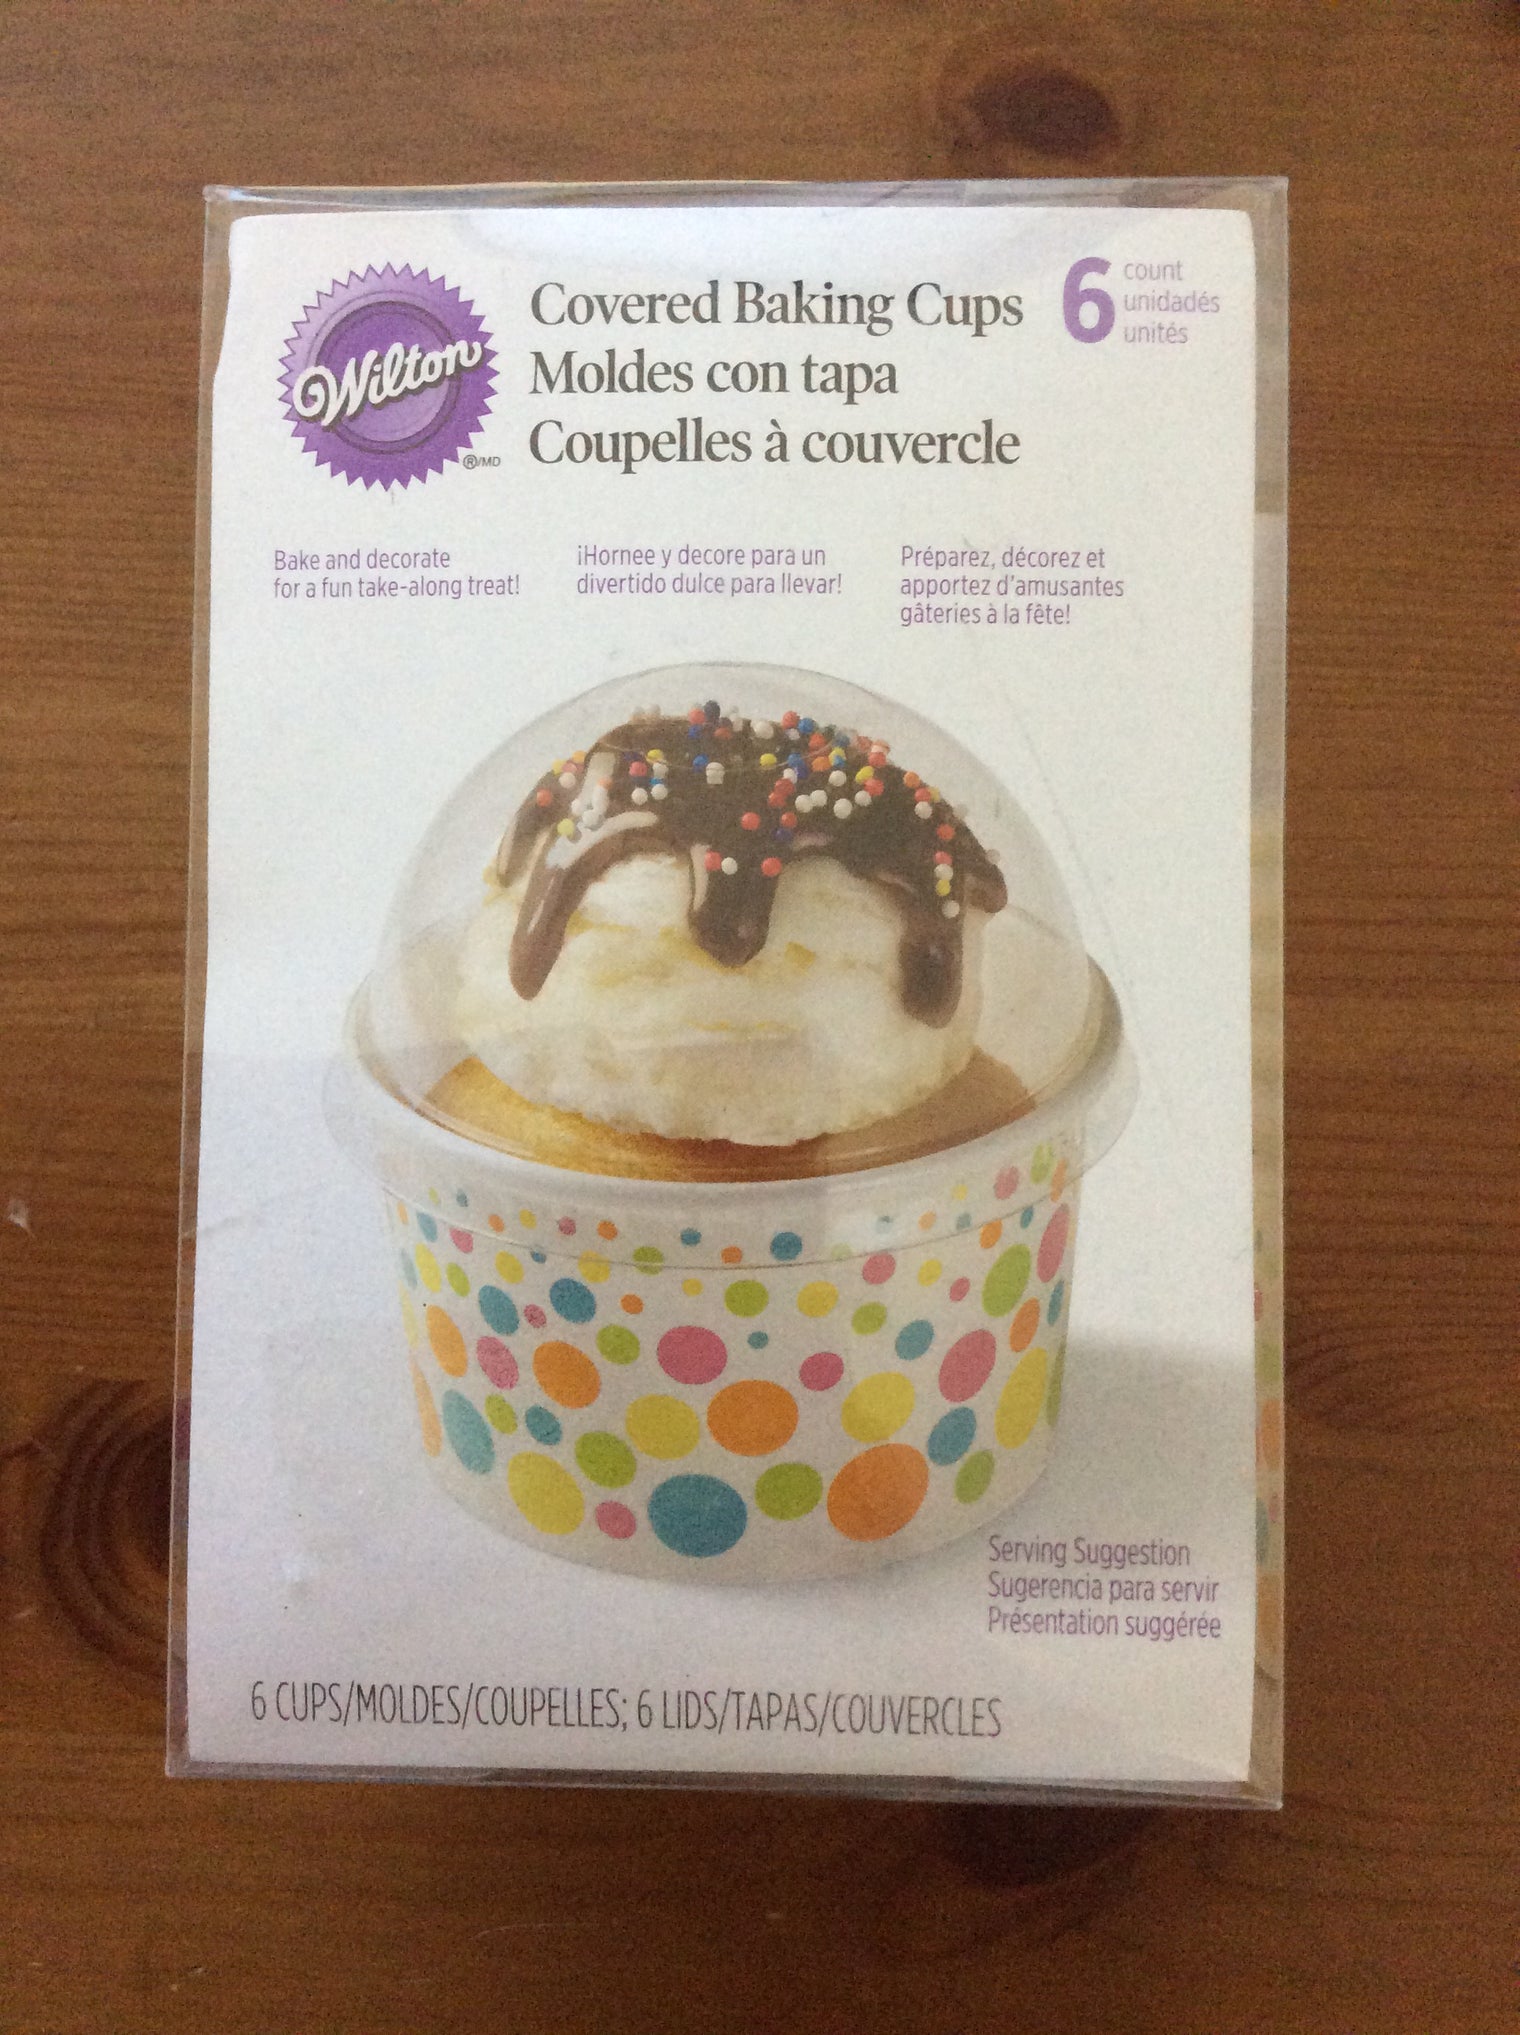 Wilton
®/MD
Covered Baking Cups
Moldes con tapa
Coupelles à couvercle
6
count
unidadés
unités
Bake and decorate
for a fun take-along treat!
¡Hornee y decore para un
divertido dulce para llevar!
Préparez, décorez et
apportez d'amusantes
gâteries à la fête!
Serving Suggestion
Sugerencia para servir
Présentation suggérée
6 CUPS/MOLDES/COUPELLES; 6 LIDS/TAPAS/COUVERCLES